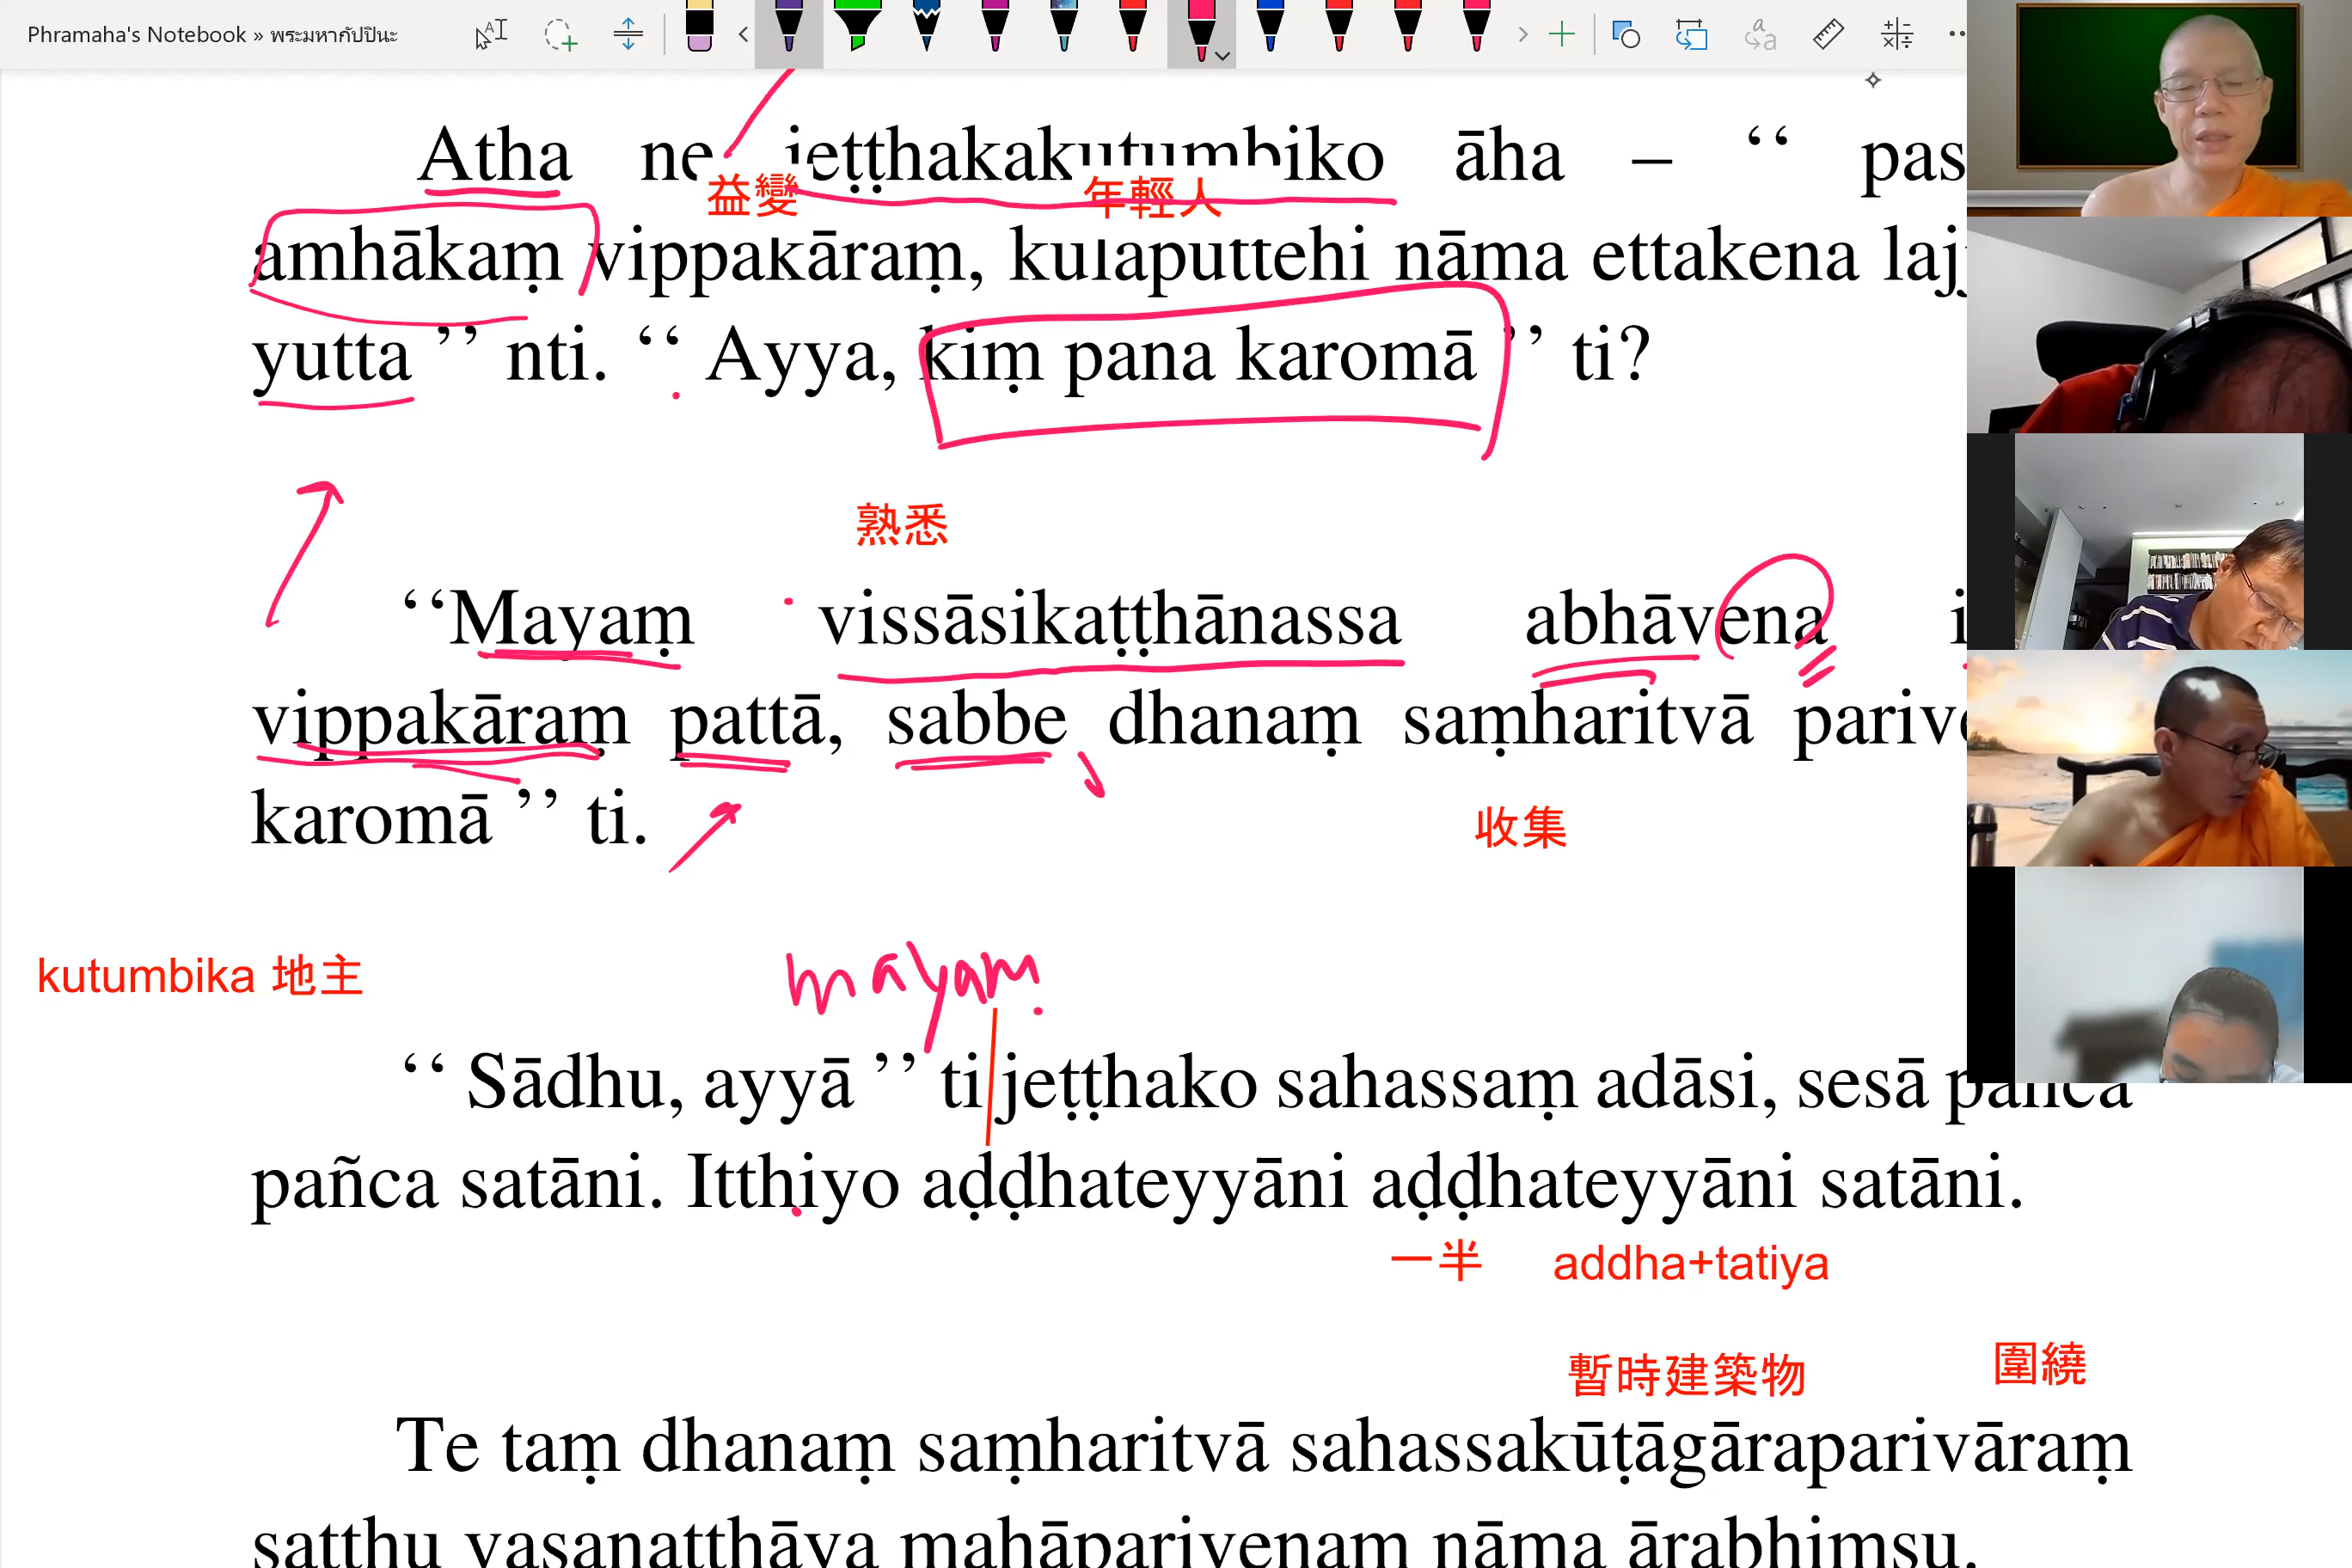 Phramaha's Notebook » พระมหากัปปินะ
Atha ne jeṭṭhakakuṭumbiko āha – ‘‘ pas
益變 年輕人
amhākaṃ vippakāraṃ, kulaputtehi nāma ettakena laj
yutta ’’ nti. ‘‘ Ayya, kiṃ pana karomā ’’ ti?
熟悉
‘‘Mayaṃ vissāsikaṭṭhānassa abhāvena i
vippakāraṃ pattā, sabbe dhanaṃ saṃharitvā parive
karomā ’’ ti.
收集
kutumbika 地主
mayaṃ
‘‘ Sādhu, ayyā ’’ ti jeṭṭhako sahassaṃ adāsi, sesā pañca
pañca satāni. Itthiyo aḍḍhateyyāni aḍḍhateyyāni satāni.
一半 addha+tatiya
暫時建築物 圍繞
Te taṃ dhanaṃ saṃharitvā sahassakūṭāgāraparivāraṃ
satthu vasanatthāya mahāpariveṇaṃ nāma ārabhiṃsu.